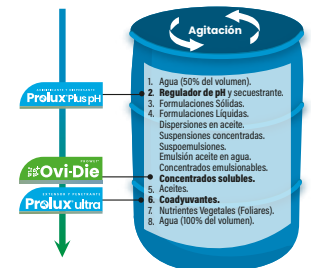 Agitación
1. Agua (50% del volumen).
2. Regulador de pH y secuestrante.
3. Formulaciones Sólidas.
4. Formulaciones Líquidas.
Dispersiones en aceite.
Suspensiones concentradas.
Suspoemulsiones.
Emulsión aceite en agua.
Concentrados emulsionables.
Concentrados solubles.
5. Aceites.
6. Coadyuvantes.
7. Nutrientes Vegetales (Foliares).
8. Agua (100% del volumen).
Prolux Plus pH
Ovi-Die
Prolux ultra